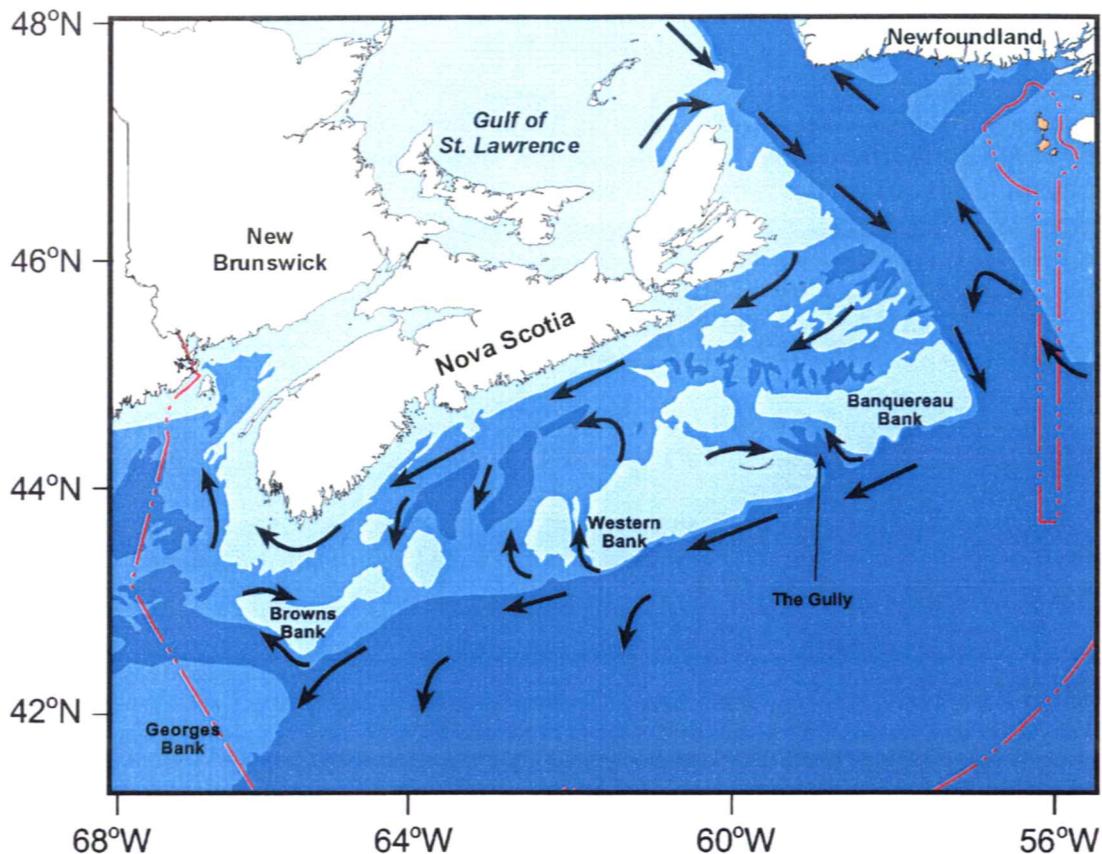 48°N
Newfoundland
Gulf of
St. Lawrence
New
Brunswick
46°N
Nova Scotia
Banquereau
Bank
44°N
Western
Bank
The Gully
Browns
Bank
42°N
Georges
Bank
68°W
64°W
60°W
56°W